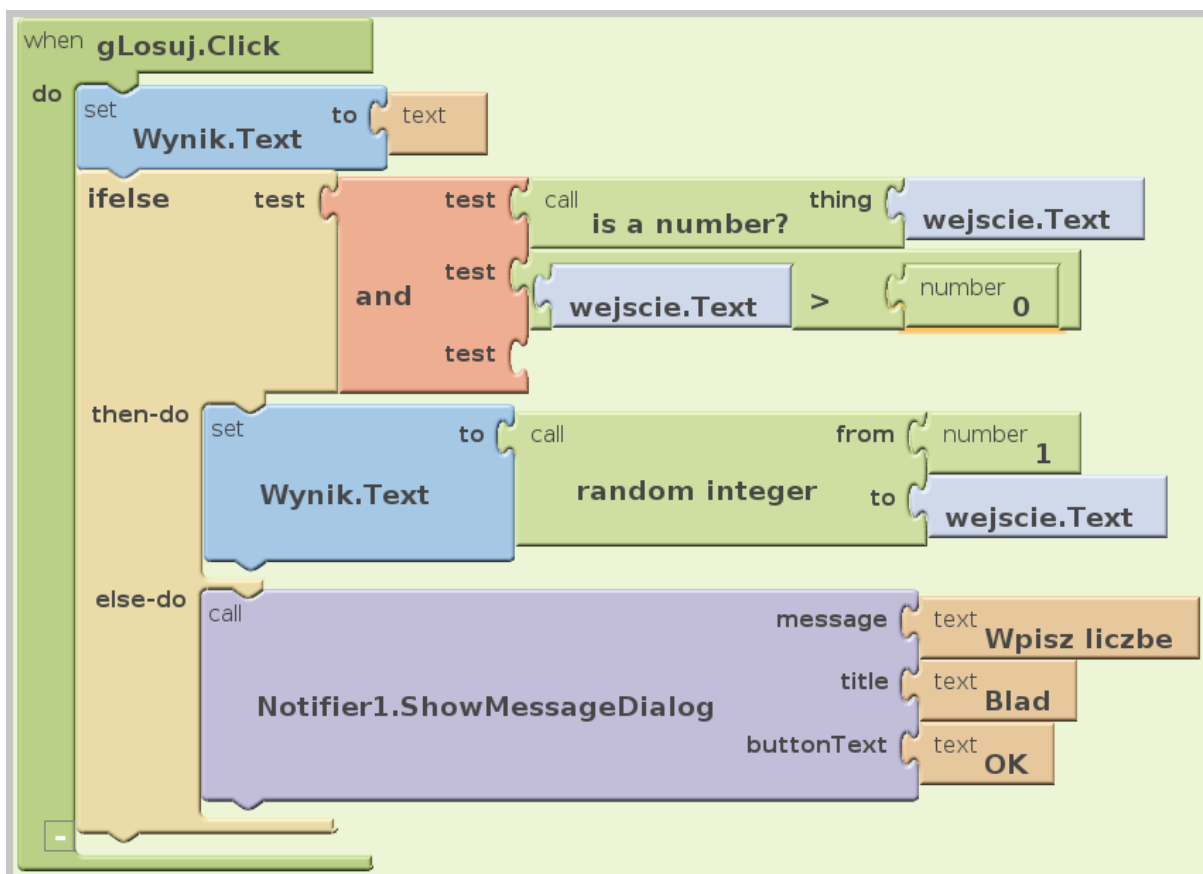 when gLosuj.Click
do
set Wynik.Text to text
ifelse test
and
test call is a number? thing wejscie.Text
test wejscie.Text > number 0
test
then-do
set Wynik.Text to call random integer from number 1
to wejscie.Text
else-do
call Notifier1.ShowMessageDialog
message text Wpisz liczbe
title text Blad
buttonText text OK
-